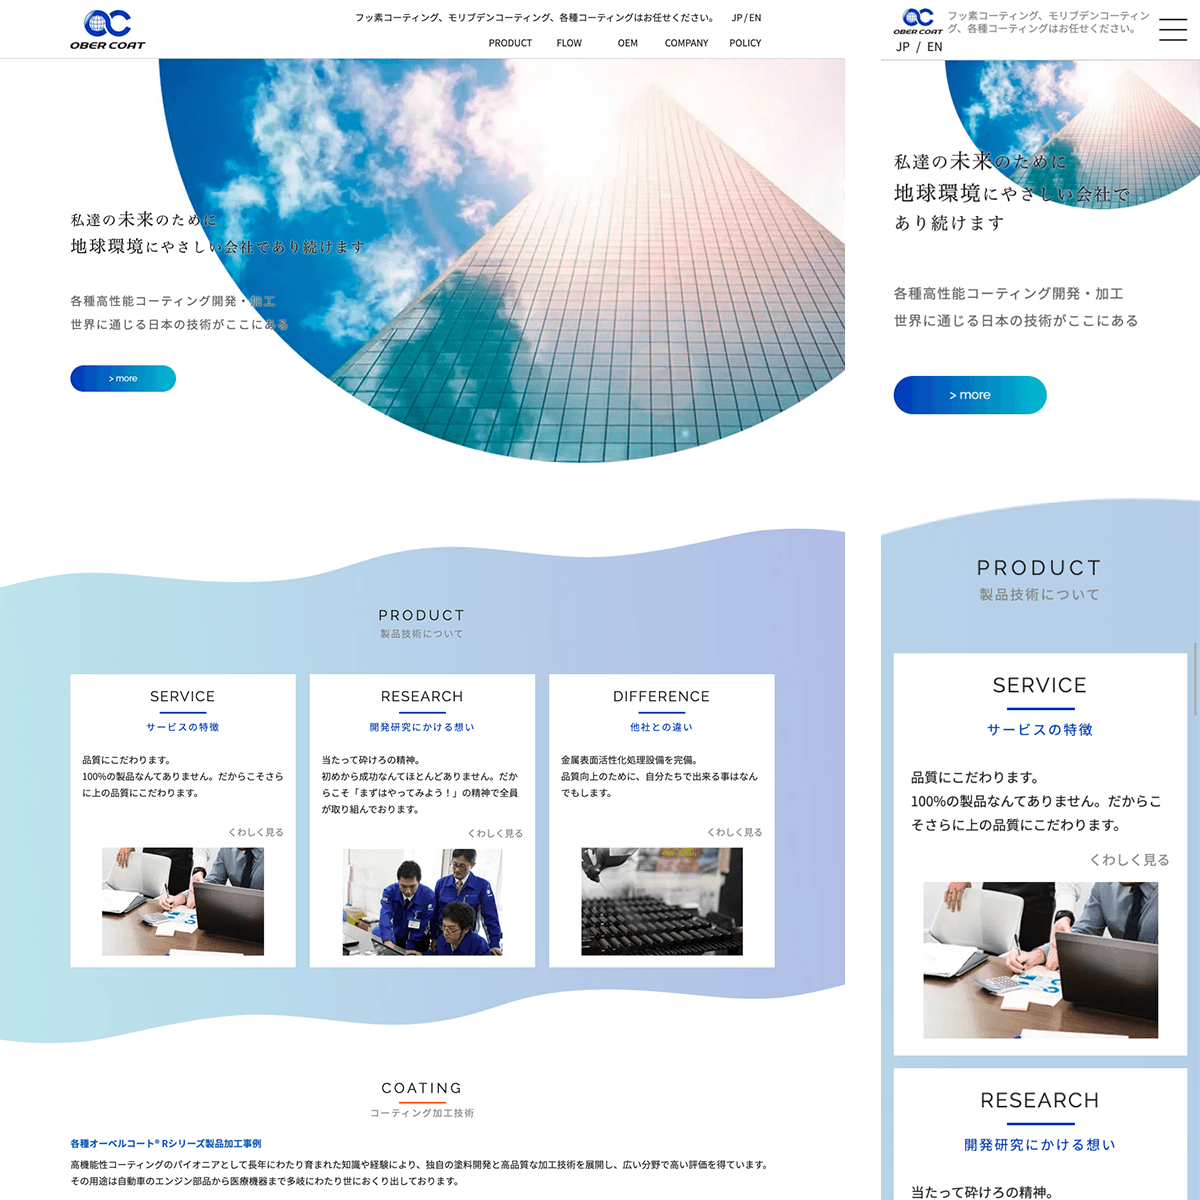 OBER COAT
フッ素コーティング、モリブデンコーティング、各種コーティングはお任せください。
JP / EN
PRODUCT
FLOW
OEM
COMPANY
POLICY
私達の未来のために
地球環境にやさしい会社であり続けます
各種高性能コーティング開発・加工
世界に通じる日本の技術がここにある
> more
PRODUCT
製品技術について
SERVICE
サービスの特徴
品質にこだわります。
100%の製品なんてありません。だからこそさら
に上の品質にこだわります。
くわしく見る
RESEARCH
開発研究にかける想い
当たって砕けろの精神。
初めから成功なんてほとんどありません。だか
らこそ「まずはやってみよう！」の精神で全員
が取り組んでおります。
くわしく見る
DIFFERENCE
他社との違い
金属表面活性化処理設備を完備。
品質向上のために、自分たちで出来る事はなん
でもします。
くわしく見る
COATING
コーティング加工技術
各種オーベルコート® Rシリーズ製品加工事例
高機能性コーティングのパイオニアとして長年にわたり育まれた知識や経験により、独自の塗料開発と高品質な加工技術を展開し、広い分野で高い評価を得ています。
その用途は自動車のエンジン部品から医療機器まで多岐にわたり世におくり出しております。
OBER COAT
フッ素コーティング、モリブデンコーティン
グ、各種コーティングはお任せください。
JP / EN
私達の未来のために
地球環境にやさしい会社で
あり続けます
各種高性能コーティング開発・加工
世界に通じる日本の技術がここにある
> more
PRODUCT
製品技術について
SERVICE
サービスの特徴
品質にこだわります。
100%の製品なんてありません。だからこ
そさらに上の品質にこだわります。
くわしく見る
RESEARCH
開発研究にかける想い
当たって砕けろの精神。